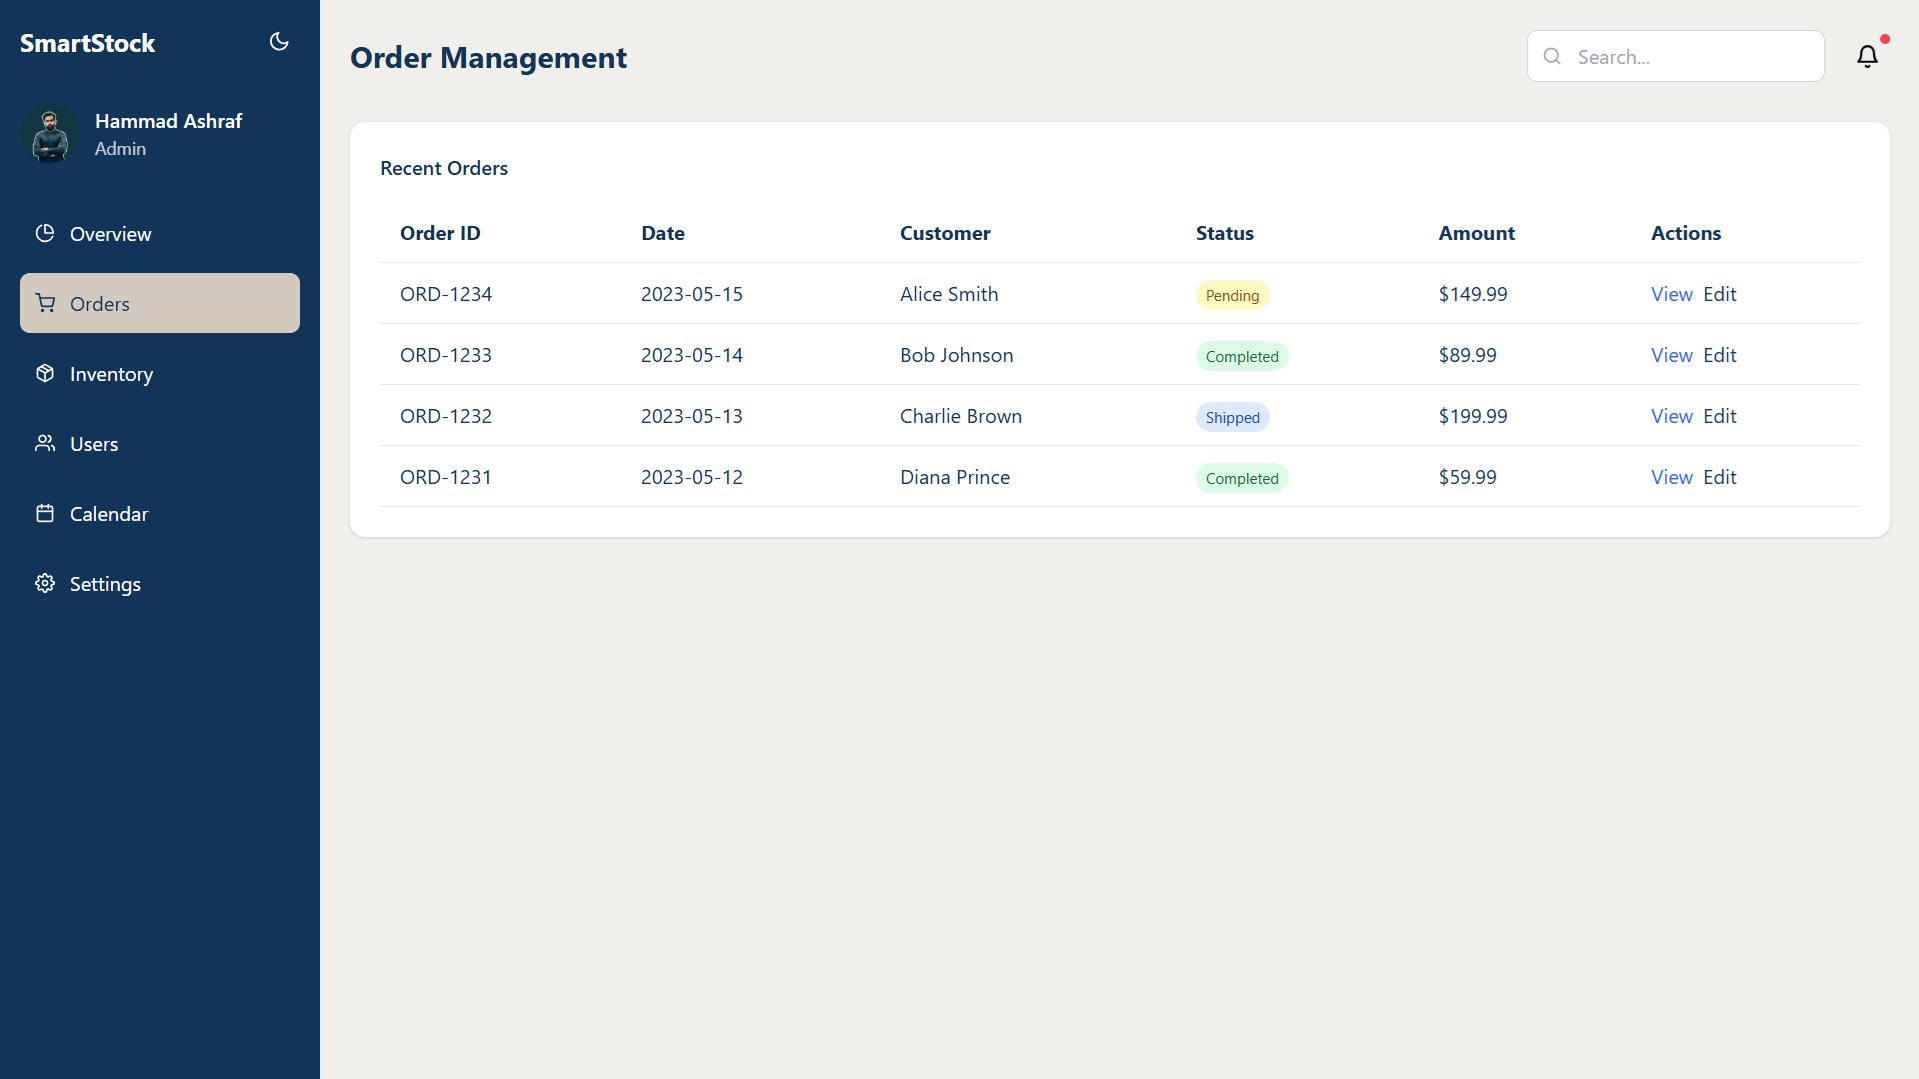 SmartStock
Hammad Ashraf
Admin
Overview
Orders
Inventory
Users
Calendar
Settings
Order Management
Search...
Recent Orders
Order ID Date Customer Status Amount Actions
ORD-1234 2023-05-15 Alice Smith Pending $149.99 View Edit
ORD-1233 2023-05-14 Bob Johnson Completed $89.99 View Edit
ORD-1232 2023-05-13 Charlie Brown Shipped $199.99 View Edit
ORD-1231 2023-05-12 Diana Prince Completed $59.99 View Edit